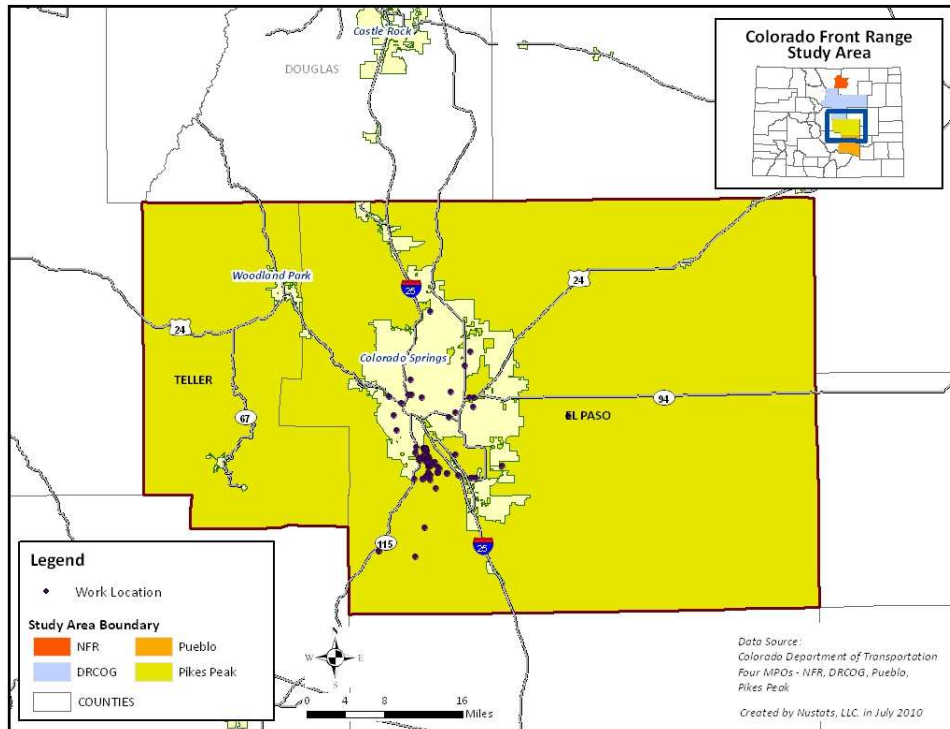 Castle Rock
DOUGLAS
Colorado Front Range
Study Area
Woodland Park
25
24
24
Colorado Springs
TELLER
94
EL PASO
67
115
25
Legend
Work Location
Study Area Boundary
NFR
Pueblo
DRCOG
Pikes Peak
COUNTIES
N
W
E
S
0
4
8
16
Miles
Data Source:
Colorado Department of Transportation
Four MPOs - NFR, DRCOG, Pueblo,
Pikes Peak
Created by Nustats, LLC. in July 2010